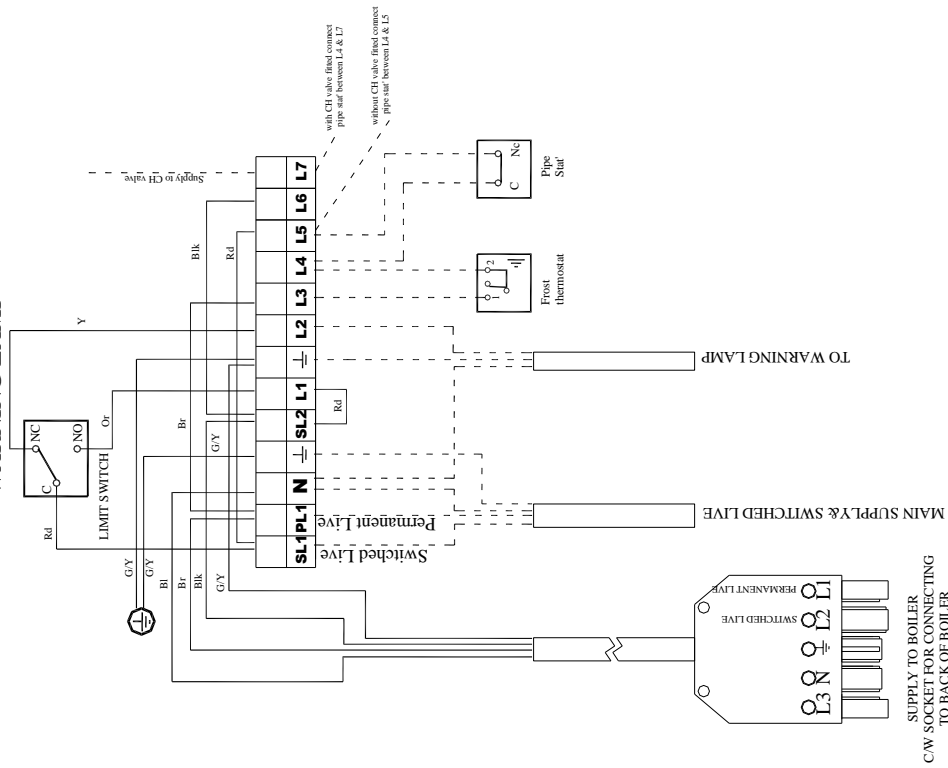 Supply to CH valve
with CH valve fitted connect
pipe stat' between L4 & L7
without CH valve fitted connect
pipe stat' between L4 & L5
Y
Blk
Rd
Br
G/Y
Or
NC
NO
C
LIMIT SWITCH
Rd
G/Y
G/Y
Bl
Br
Blk
G/Y
SL1
PL1
N
SL2
L1
L2
L3
L4
L5
L6
L7
Rd
Switched Live
Permanent Live
C
Nc
Pipe
Stat'
1
2
Frost
thermostat
TO WARNING LAMP
MAIN SUPPLY & SWITCHED LIVE
PERMANENT LIVE
SWITCHED LIVE
L1
L2
N
L3
SUPPLY TO BOILER
C/W SOCKET FOR CONNECTING
TO BACK OF BOILER